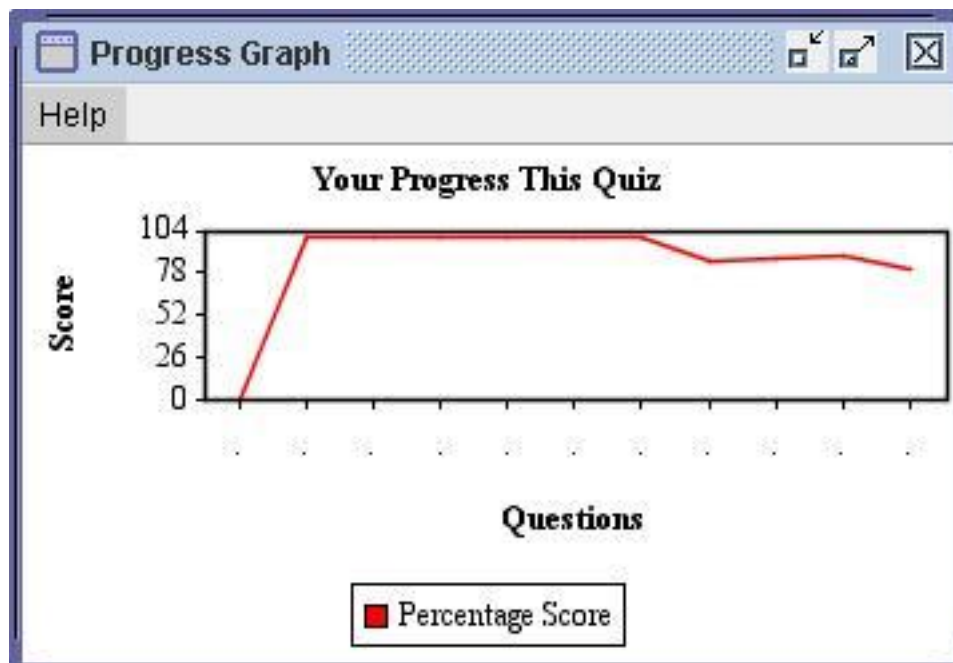 Progress Graph
Help
Your Progress This Quiz
104
78
52
26
0
Score
Questions
Percentage Score